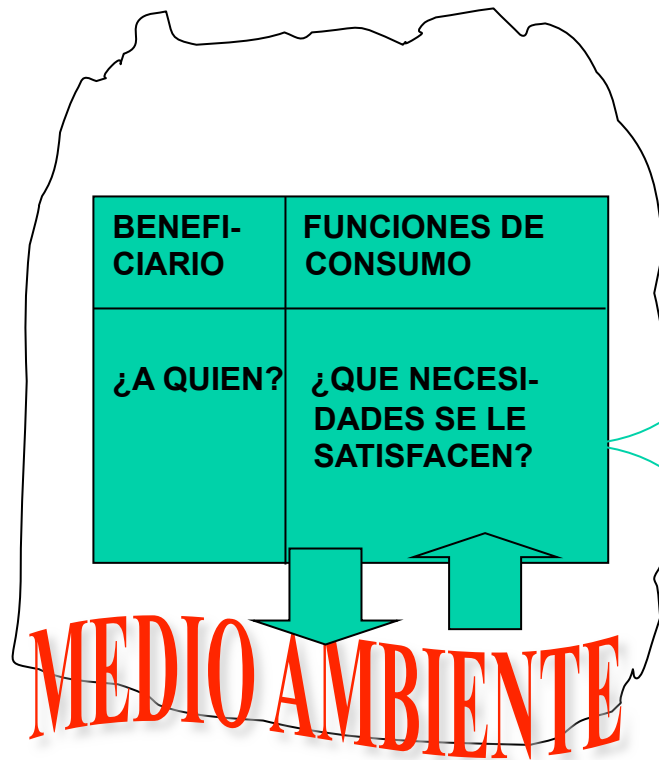 BENEFI-
CIARIO
FUNCIONES DE
CONSUMO
¿A QUIEN?
¿QUE NECESI-
DADES SE LE
SATISFACEN?
MEDIO AMBIENTE